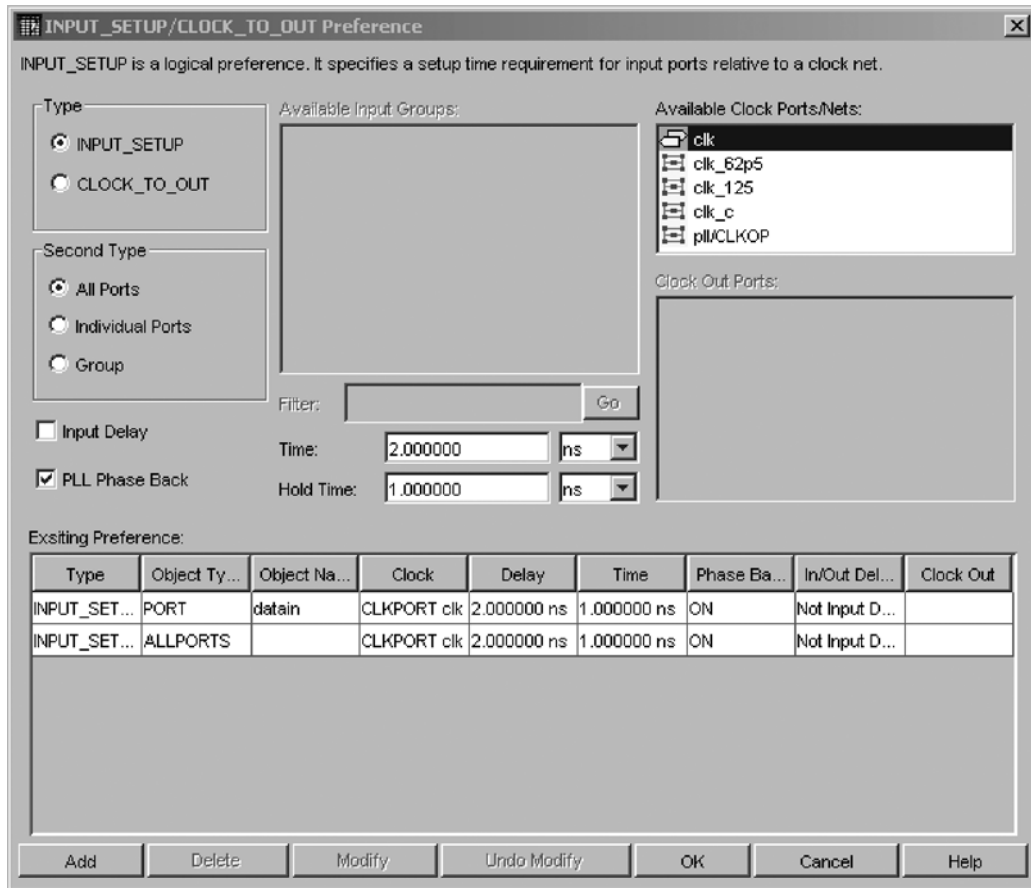 INPUT_SETUP/CLOCK_TO_OUT Preference
INPUT_SETUP is a logical preference. It specifies a setup time requirement for input ports relative to a clock net.
Type
INPUT_SETUP
CLOCK_TO_OUT
Second Type
All Ports
Individual Ports
Group
Input Delay
PLL Phase Back
Available Input Groups:
Filter:
Go
Time:
2.000000
ns
Hold Time:
1.000000
ns
Available Clock Ports/Nets:
clk
clk_62p5
clk_125
clk_c
pll/CLKOP
Clock Out Ports:
Exsiting Preference:
Type Object Ty... Object Na... Clock Delay Time Phase Ba... In/Out Del... Clock Out
INPUT_SET... PORT datain CLKPORT clk 2.000000 ns 1.000000 ns ON Not Input D...
INPUT_SET... ALLPORTS CLKPORT clk 2.000000 ns 1.000000 ns ON Not Input D...
Add Delete Modify Undo Modify OK Cancel Help